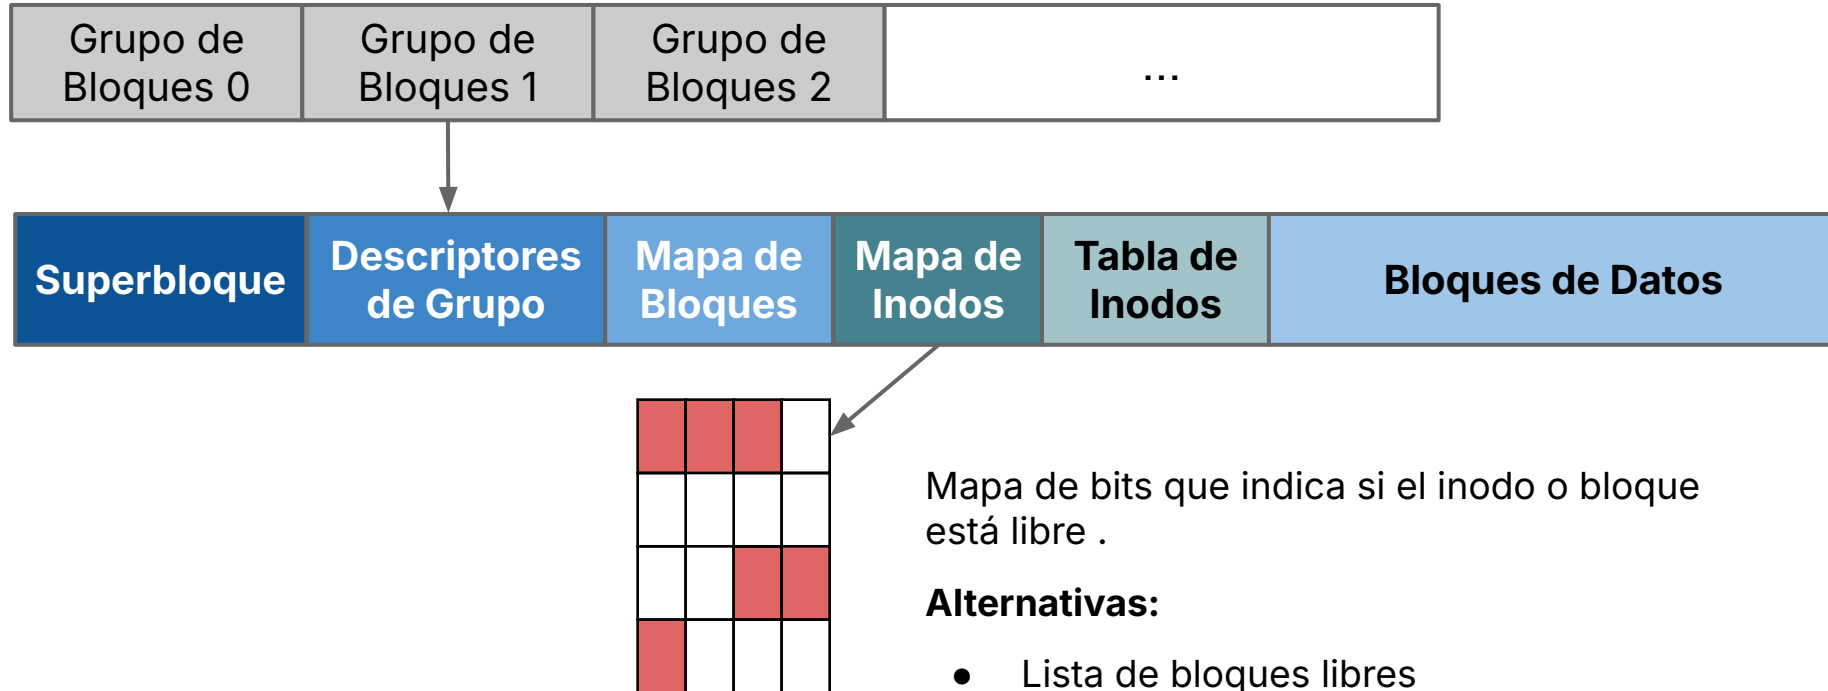 Grupo de
Bloques 0
Grupo de
Bloques 1
Grupo de
Bloques 2
...
Superbloque
Descriptores
de Grupo
Mapa de
Bloques
Mapa de
Inodos
Tabla de
Inodos
Bloques de Datos
Mapa de bits que indica si el inodo o bloque
está libre .
Alternativas:
● Lista de bloques libres